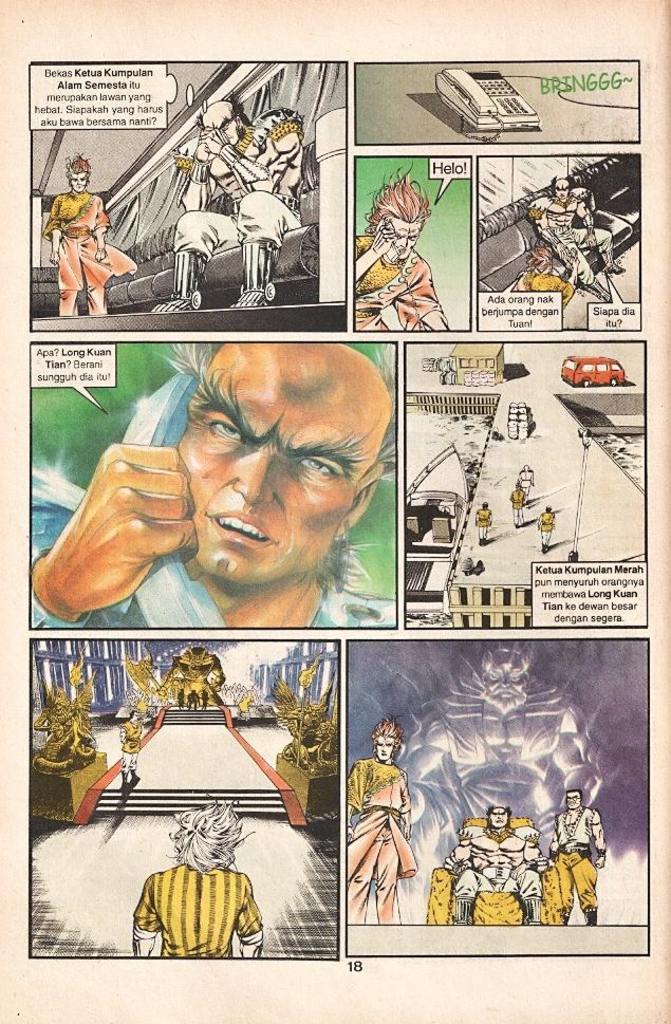 Bekas Ketua Kumpulan
Alam Semesta itu
merupakan lawan yang
hebat. Siapakah yang harus
aku bawa bersama nanti?
BRINGGG~
Helo!
Ada orang nak
berjumpa dengan
Tuan!
Siapa dia
itu?
Apa? Long Kuan
Tian? Berani
sungguh dia itu!
Ketua Kumpulan Merah
pun menyuruh orangnya
membawa Long Kuan
Tian ke dewan besar
dengan segera.
18